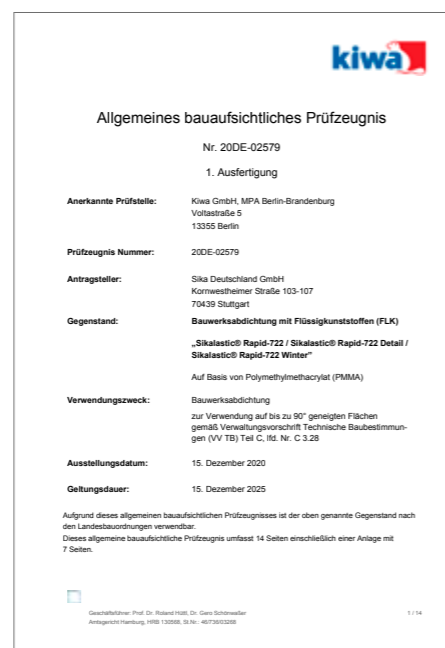 kiwa
Allgemeines bauaufsichtliches Prüfzeugnis
Nr. 20DE-02579
1. Ausfertigung
Anerkannte Prüfstelle: Kiwa GmbH, MPA Berlin-Brandenburg
Voltastraße 5
13355 Berlin
Prüfzeugnis Nummer: 20DE-02579
Antragsteller: Sika Deutschland GmbH
Kornwestheimer Straße 103-107
70439 Stuttgart
Gegenstand: Bauwerksabdichtung mit Flüssigkunststoffen (FLK)
„Sikalastic® Rapid-722 / Sikalastic® Rapid-722 Detail /
Sikalastic® Rapid-722 Winter"
Auf Basis von Polymethylmethacrylat (PMMA)
Verwendungszweck: Bauwerksabdichtung
zur Verwendung auf bis zu 90° geneigten Flächen
gemäß Verwaltungsvorschrift Technische Baubestimmun-
gen (VV TB) Teil C, lfd. Nr. C 3.28
Ausstellungsdatum: 15. Dezember 2020
Geltungsdauer: 15. Dezember 2025
Aufgrund dieses allgemeinen bauaufsichtlichen Prüfzeugnisses ist der oben genannte Gegenstand nach
den Landesbauordnungen verwendbar.
Dieses allgemeine bauaufsichtliche Prüfzeugnis umfasst 14 Seiten einschließlich einer Anlage mit
7 Seiten.
Geschäftsführer: Prof. Dr. Roland Hüttl, Dr. Gero Schönwaßer 1 / 14
Amtsgericht Hamburg, HRB 130568, St.Nr.: 46/736/03268